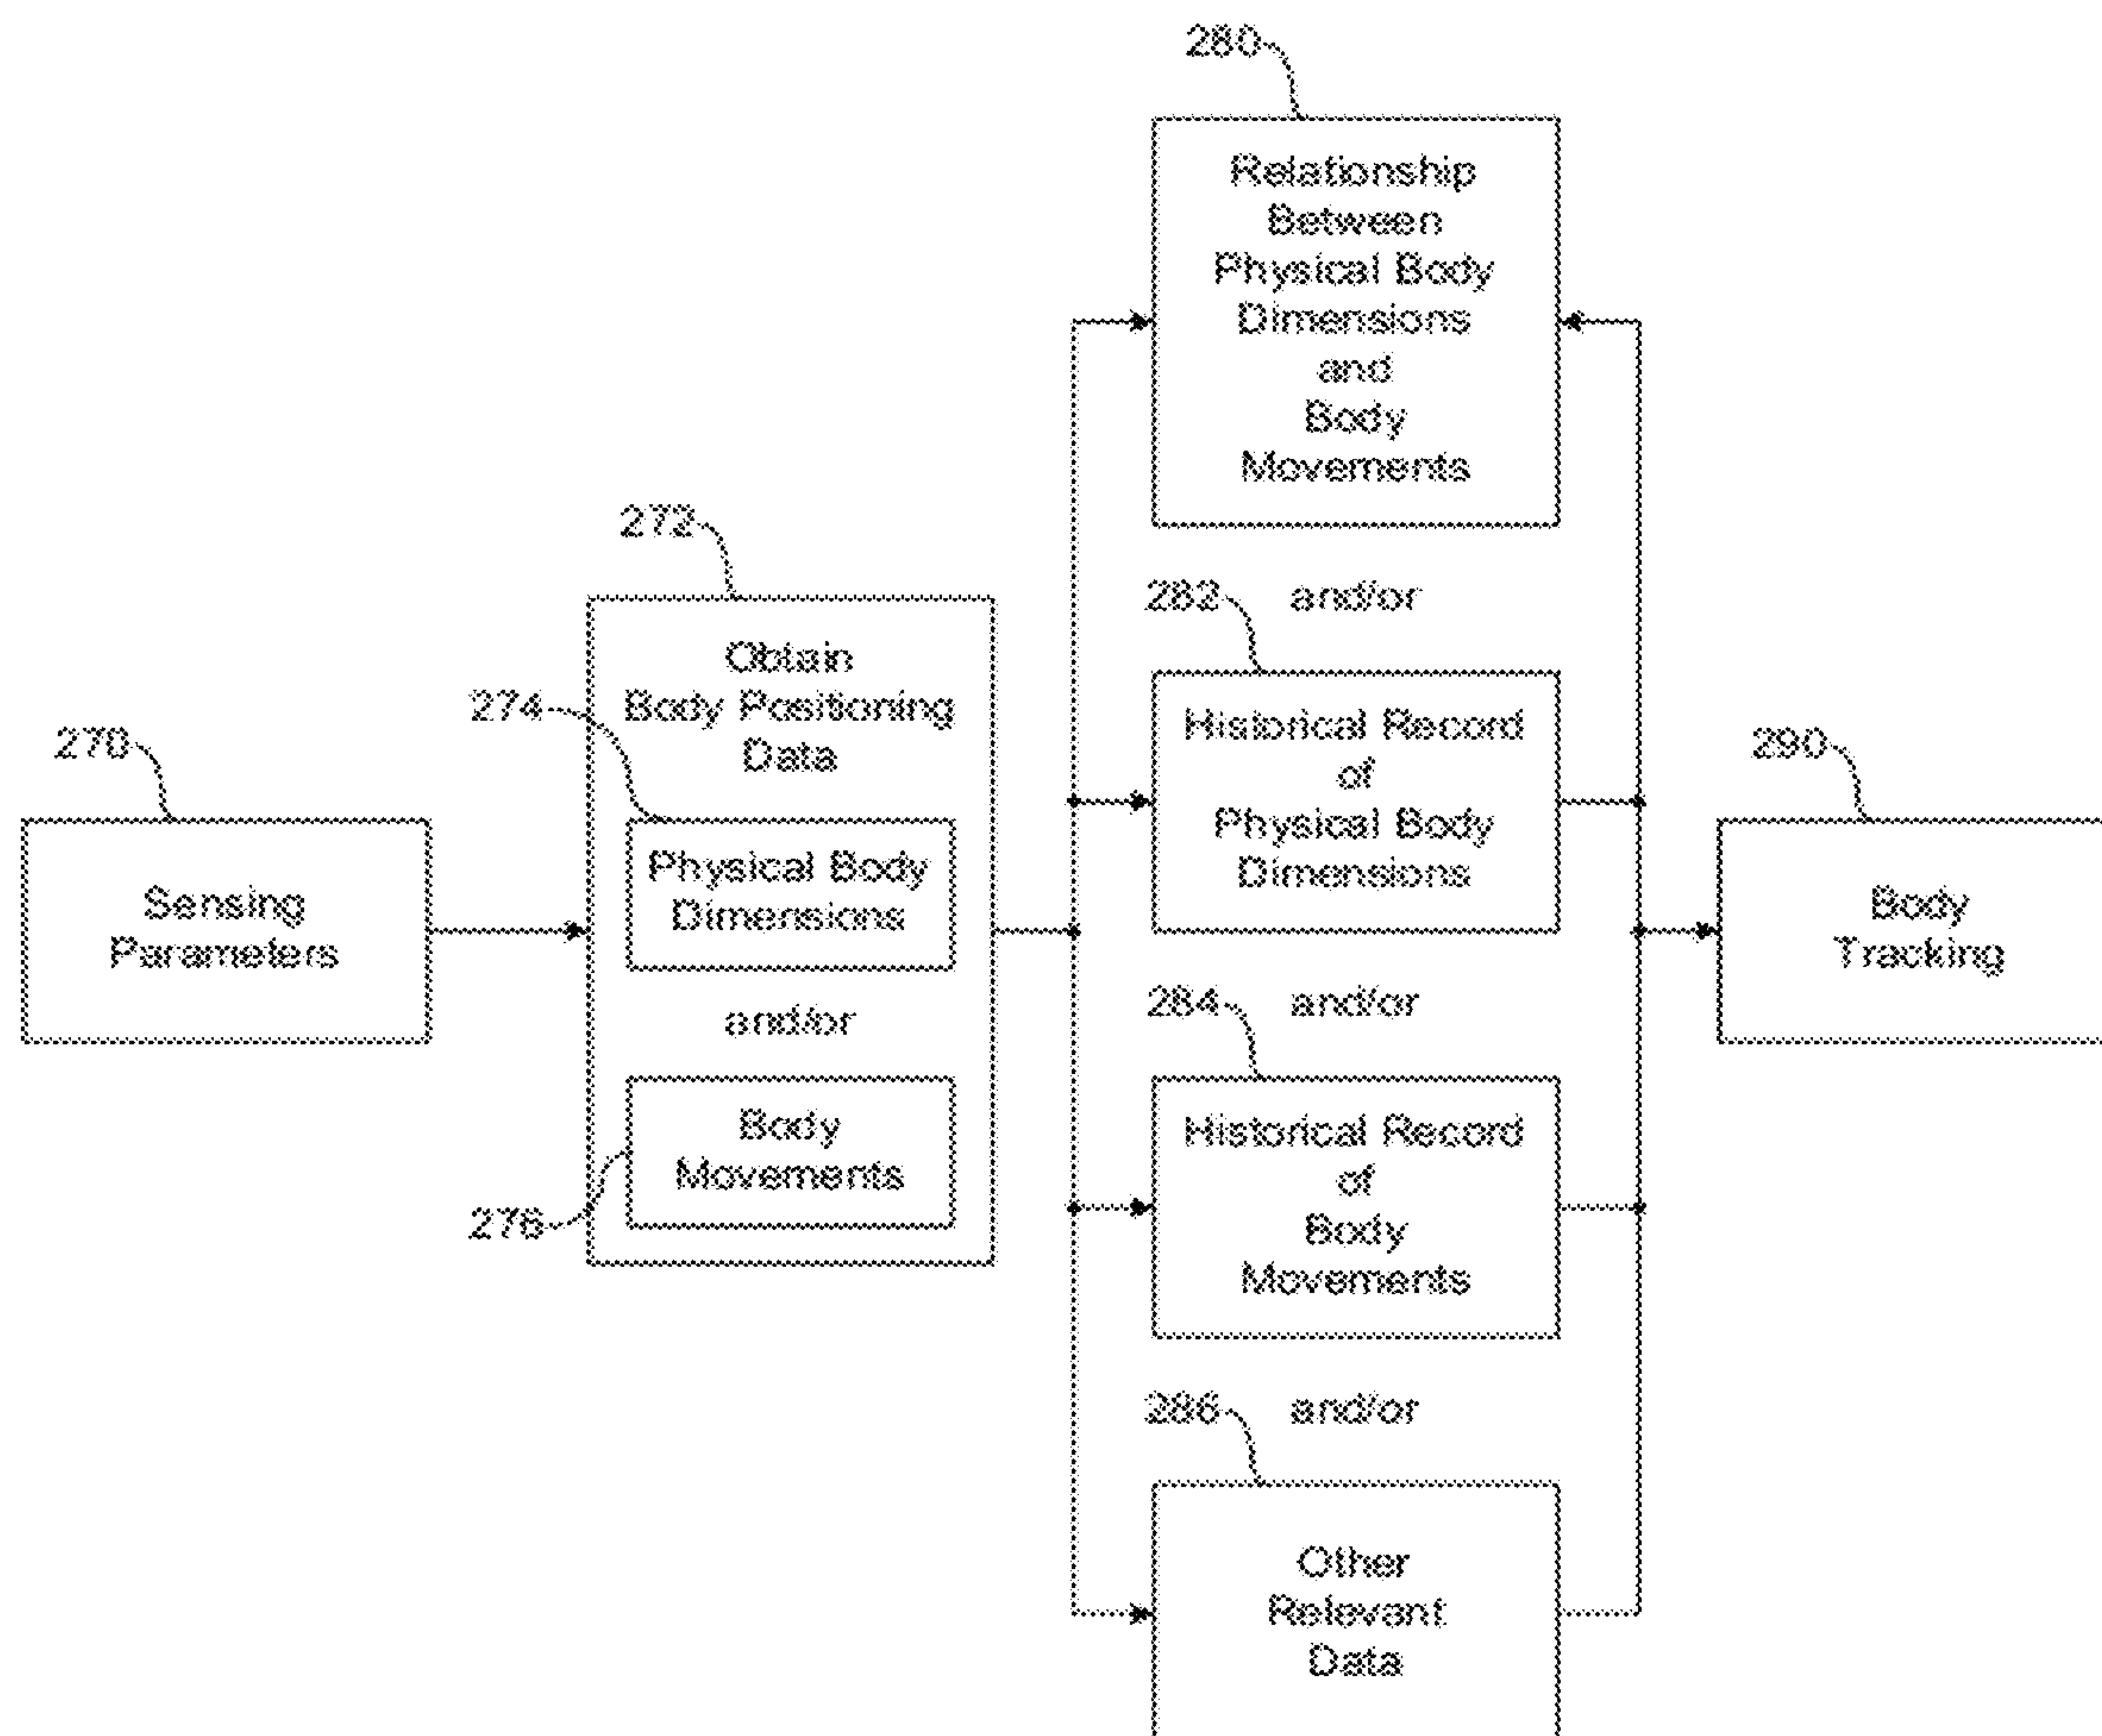 280
Relationship
Between
Physical Body
Dimensions
and
Body
Movements
272
282 and/or
Obtain
Body Positioning
Data
274
Historical Record
of
Physical Body
Dimensions
270
290
Physical Body
Dimensions
Sensing
Parameters
Body
Tracking
and/or
284 and/or
Body
Movements
276
Historical Record
of
Body
Movements
286 and/or
Other
Relevant
Data